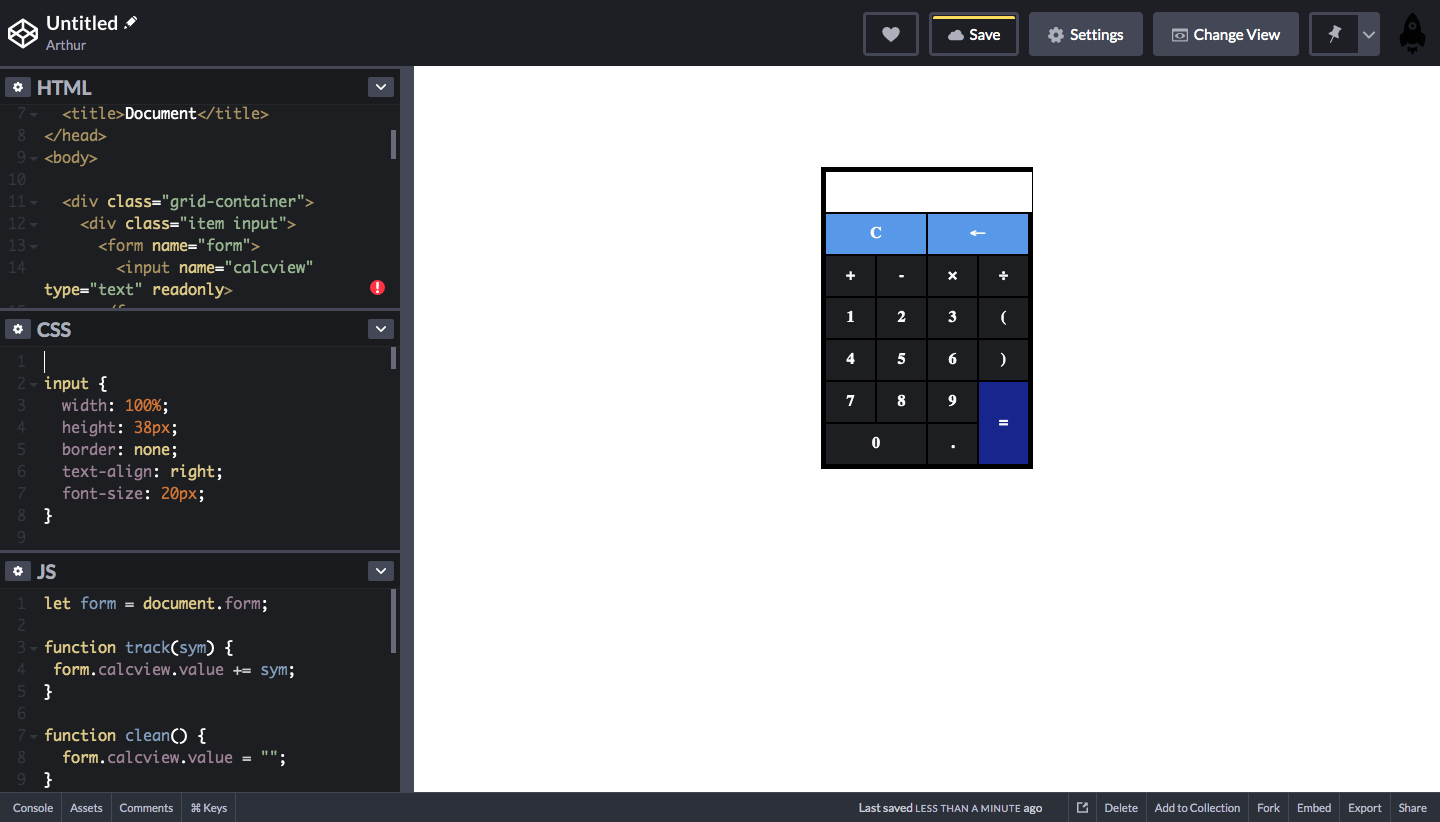 Untitled
Arthur
Save
Settings
Change View
HTML
7 <title>Document</title>
8 </head>
9 <body>
10
11 <div class="grid-container">
12 <div class="item input">
13 <form name="form">
14 <input name="calcview"
type="text" readonly>
CSS
1
2 input {
3 width: 100%;
4 height: 38px;
5 border: none;
6 text-align: right;
7 font-size: 20px;
8 }
9
JS
1 let form = document.form;
2
3 function track(sym) {
4 form.calcview.value += sym;
5 }
6
7 function clean() {
8 form.calcview.value = "";
9 }
C ←
+ - × ÷
1 2 3 (
4 5 6 )
7 8 9
=
0 .
Console Assets Comments ⌘ Keys
Last saved LESS THAN A MINUTE ago
Delete Add to Collection Fork Embed Export Share